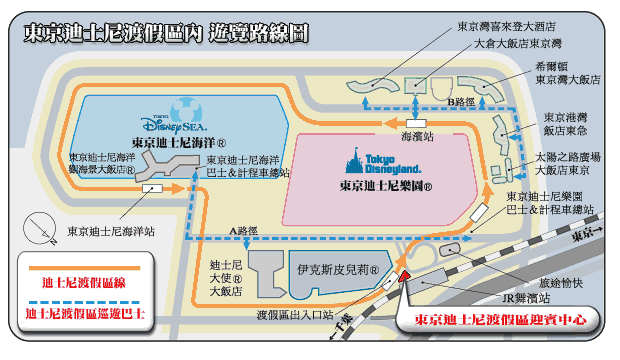 東京迪士尼渡假區內 遊覽路線圖
東京灣喜來登大酒店
大倉大飯店東京灣
希爾頓
東京灣大飯店
B路徑
海濱站
東京港灣
飯店東急
太陽之路廣場
大飯店東京
TOKYO
DISNEY SEA®
東京迪士尼海洋®
東京迪士尼海洋
觀海景大飯店®
東京迪士尼海洋
巴士&計程車總站
Tokyo
Disneyland®
東京迪士尼樂園®
東京迪士尼樂園
巴士&計程車總站
東京迪士尼海洋站
A路徑
東京→
迪士尼
大使®
大飯店
伊克斯皮兒莉®
旅途愉快
JR舞濱站
渡假區出入口站
←千葉
迪士尼渡假區線
迪士尼渡假區巡遊巴士
東京迪士尼渡假區迎賓中心